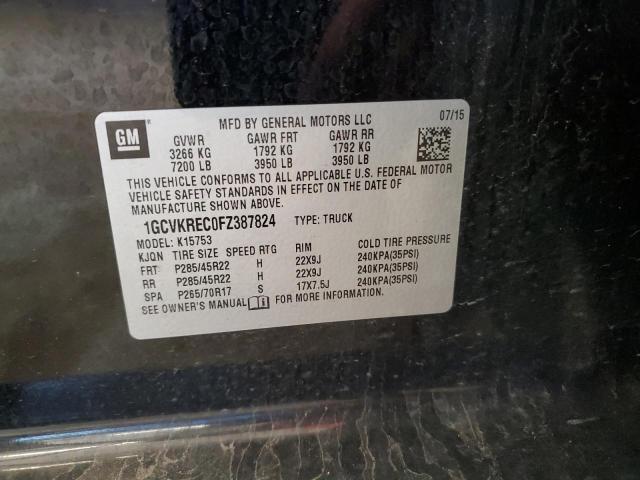 MFD BY GENERAL MOTORS LLC 07/15
GM
GVWR GAWR FRT GAWR RR
3266 KG 1792 KG 1792 KG
7200 LB 3950 LB 3950 LB
THIS VEHICLE CONFORMS TO ALL APPLICABLE U.S. FEDERAL MOTOR
VEHICLE SAFETY STANDARDS IN EFFECT ON THE DATE OF
MANUFACTURE SHOWN ABOVE.
1GCVKREC0FZ387824 TYPE: TRUCK
MODEL: K15753
KJQN TIRE SIZE SPEED RTG RIM COLD TIRE PRESSURE
FRT P285/45R22 H 22X9J 240KPA(35PSI)
RR P285/45R22 H 22X9J 240KPA(35PSI)
SPA P265/70R17 S 17X7.5J 240KPA(35PSI)
SEE OWNER'S MANUAL FOR MORE INFORMATION.